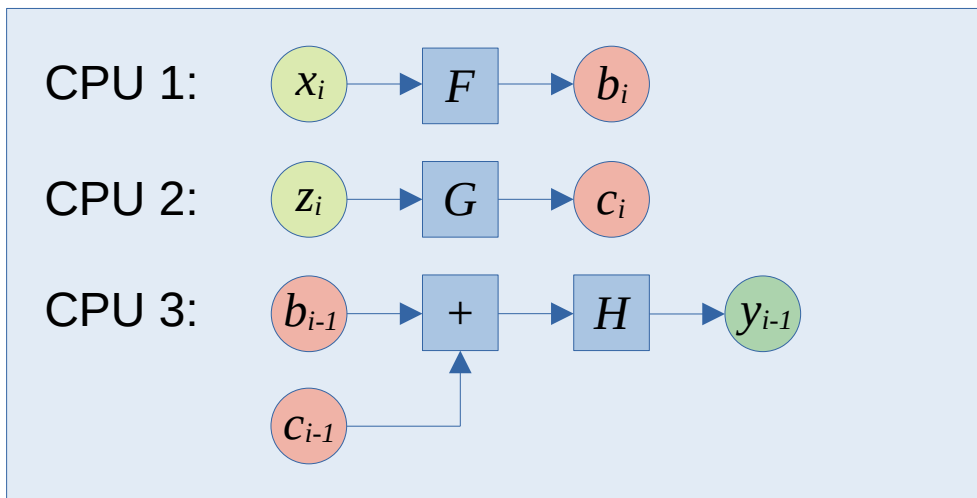 CPU 1: xi F bi
CPU 2: zi G ci
CPU 3: bi-1 + H yi-1
ci-1